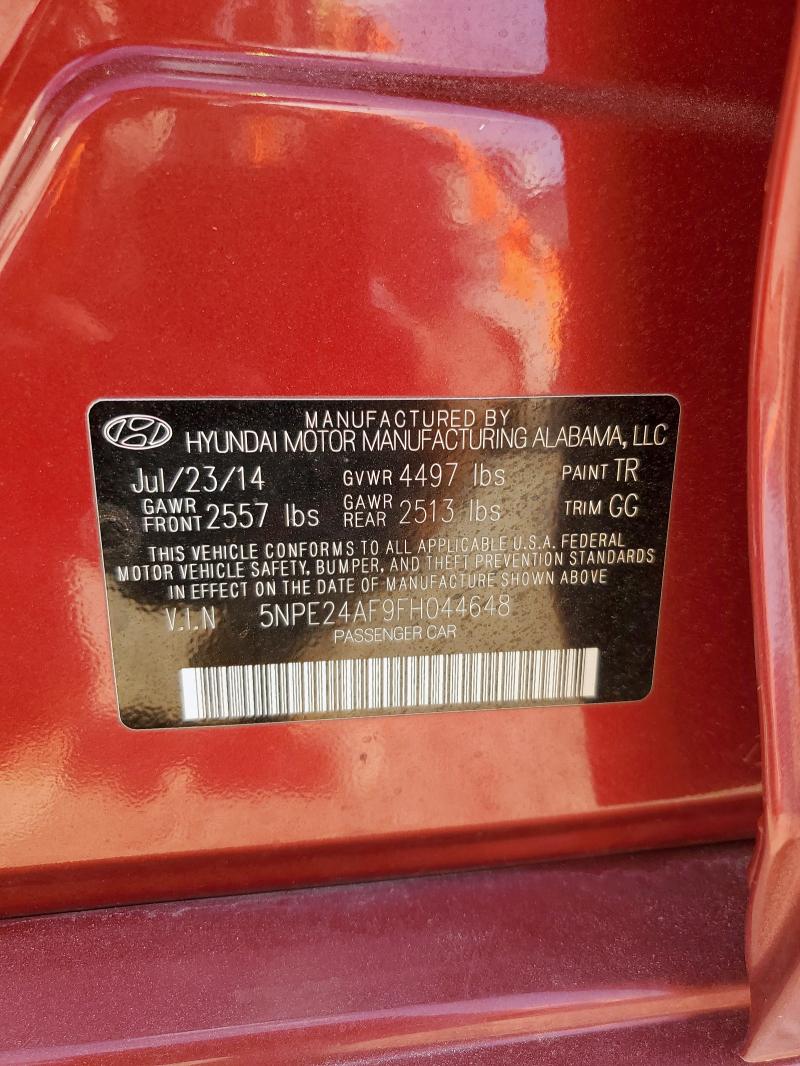 MANUFACTURED BY
HYUNDAI MOTOR MANUFACTURING ALABAMA, LLC
Jul/23/14 GVWR 4497 lbs PAINT TR
GAWR FRONT 2557 lbs GAWR REAR 2513 lbs TRIM GG
THIS VEHICLE CONFORMS TO ALL APPLICABLE U.S.A. FEDERAL
MOTOR VEHICLE SAFETY, BUMPER, AND THEFT PREVENTION STANDARDS
IN EFFECT ON THE DATE OF MANUFACTURE SHOWN ABOVE
V.I.N 5NPE24AF9FH044648
PASSENGER CAR